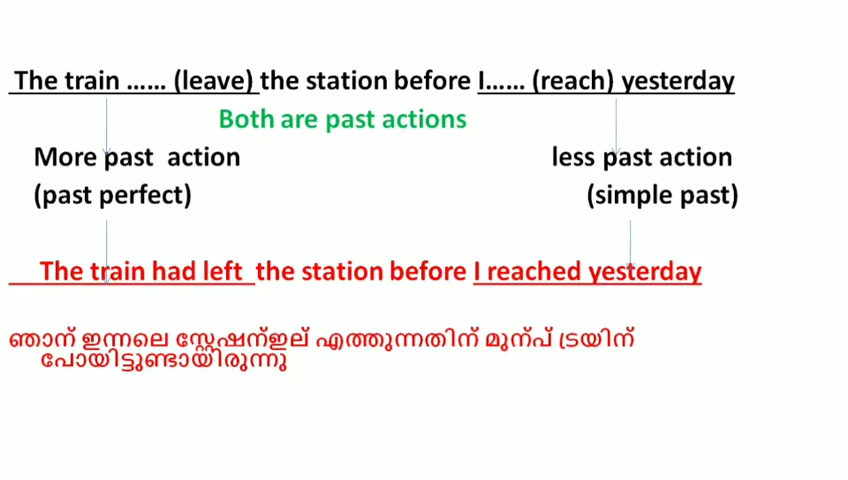 The train ...... (leave) the station before I...... (reach) yesterday
Both are past actions
More past action less past action
(past perfect) (simple past)
The train had left the station before I reached yesterday
ഞാന് ഇന്നലെ സ്റ്റേഷന്ഇല് എത്തുന്നതിന് മുന്പ് ട്രയിന്
പോയിട്ടുണ്ടായിരുന്നു